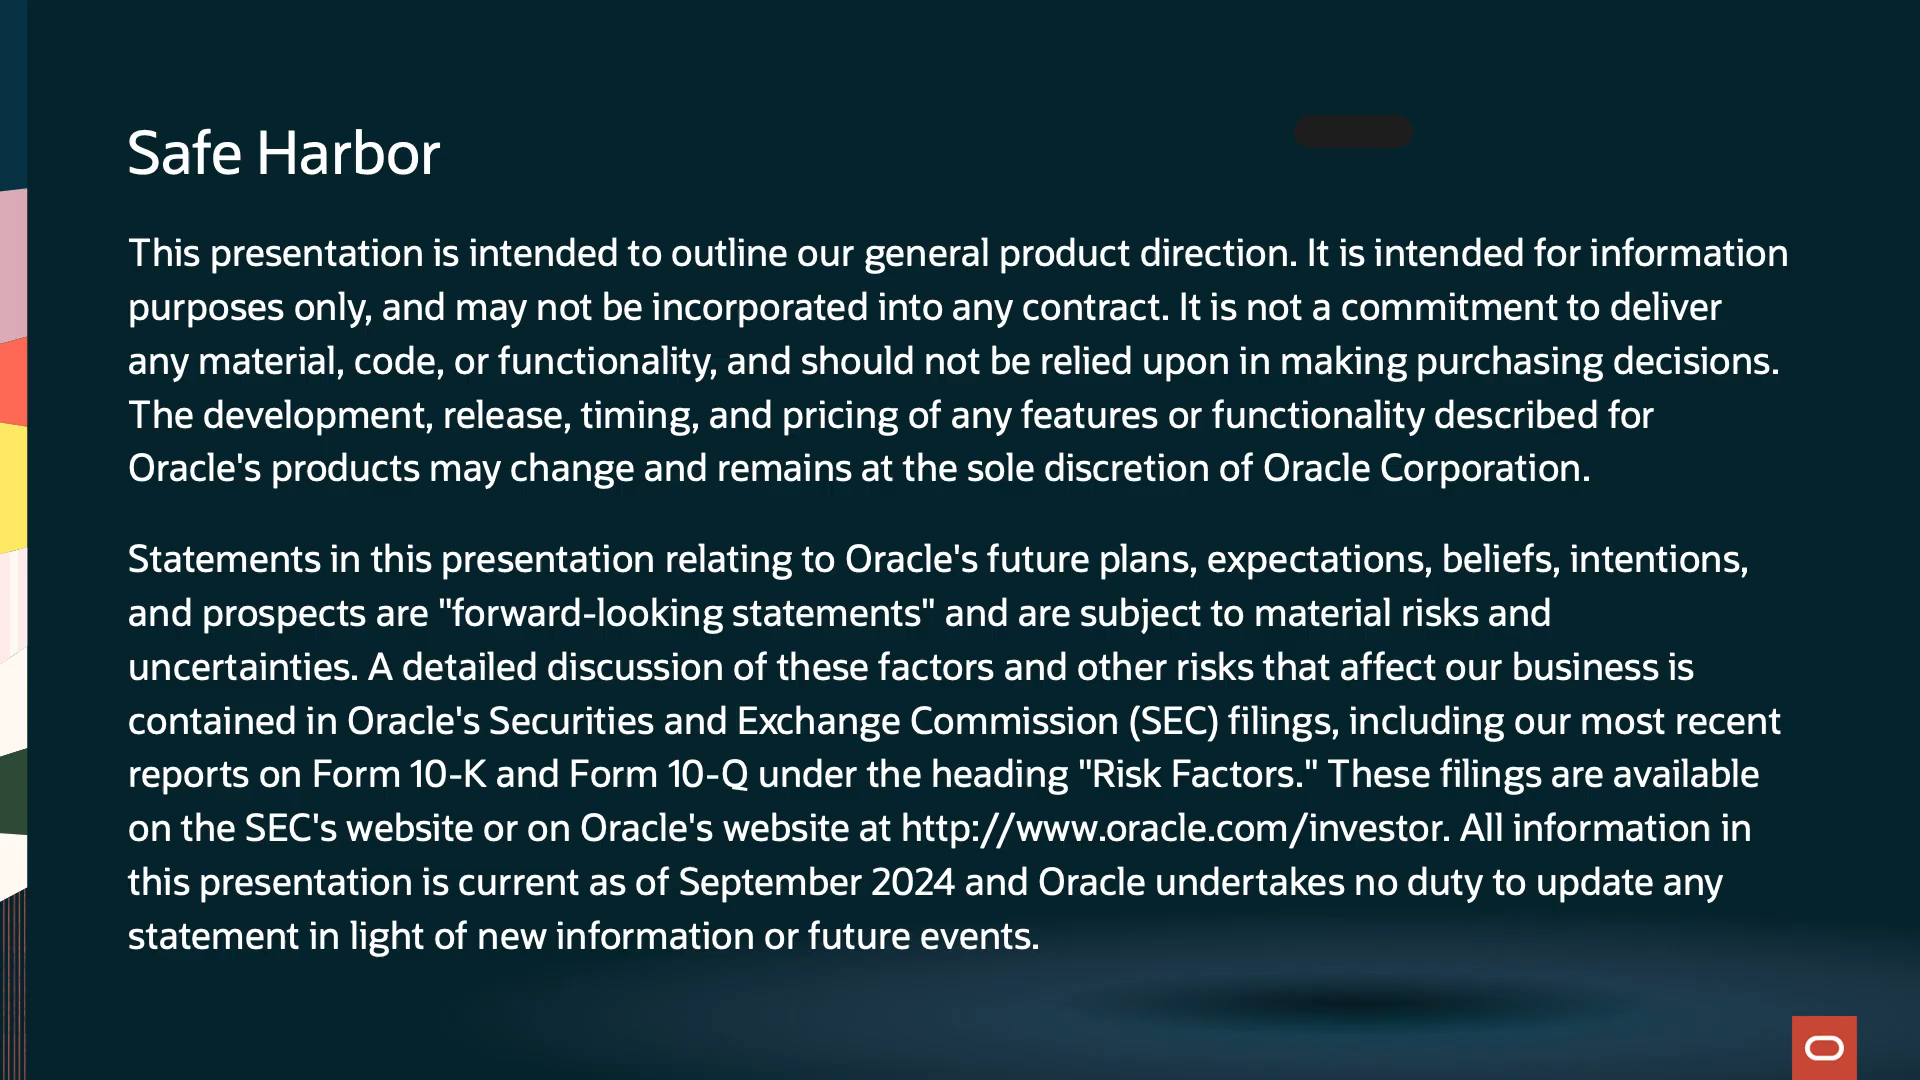 Safe Harbor
This presentation is intended to outline our general product direction. It is intended for information
purposes only, and may not be incorporated into any contract. It is not a commitment to deliver
any material, code, or functionality, and should not be relied upon in making purchasing decisions.
The development, release, timing, and pricing of any features or functionality described for
Oracle's products may change and remains at the sole discretion of Oracle Corporation.
Statements in this presentation relating to Oracle's future plans, expectations, beliefs, intentions,
and prospects are "forward-looking statements" and are subject to material risks and
uncertainties. A detailed discussion of these factors and other risks that affect our business is
contained in Oracle's Securities and Exchange Commission (SEC) filings, including our most recent
reports on Form 10-K and Form 10-Q under the heading "Risk Factors." These filings are available
on the SEC's website or on Oracle's website at http://www.oracle.com/investor. All information in
this presentation is current as of September 2024 and Oracle undertakes no duty to update any
statement in light of new information or future events.